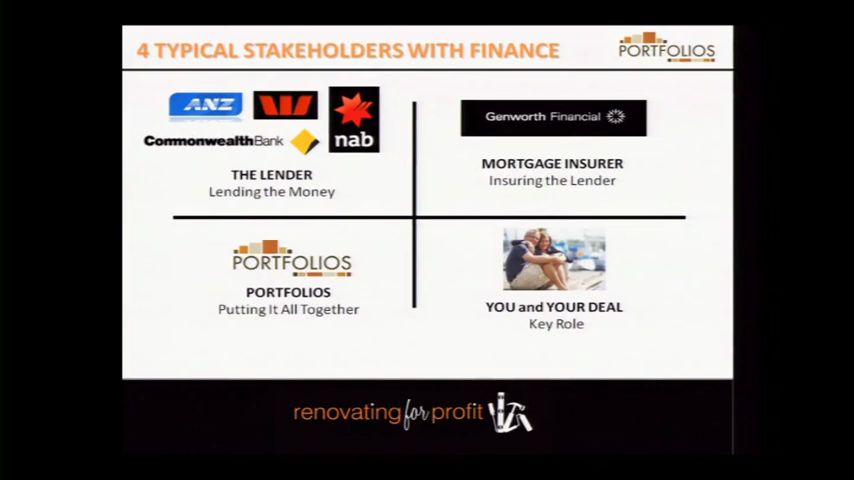 4 TYPICAL STAKEHOLDERS WITH FINANCE
PORTFOLIOS
ANZ
CommonwealthBank
nab
THE LENDER
Lending the Money
Genworth Financial
MORTGAGE INSURER
Insuring the Lender
PORTFOLIOS
PORTFOLIOS
Putting It All Together
YOU and YOUR DEAL
Key Role
renovating for profit